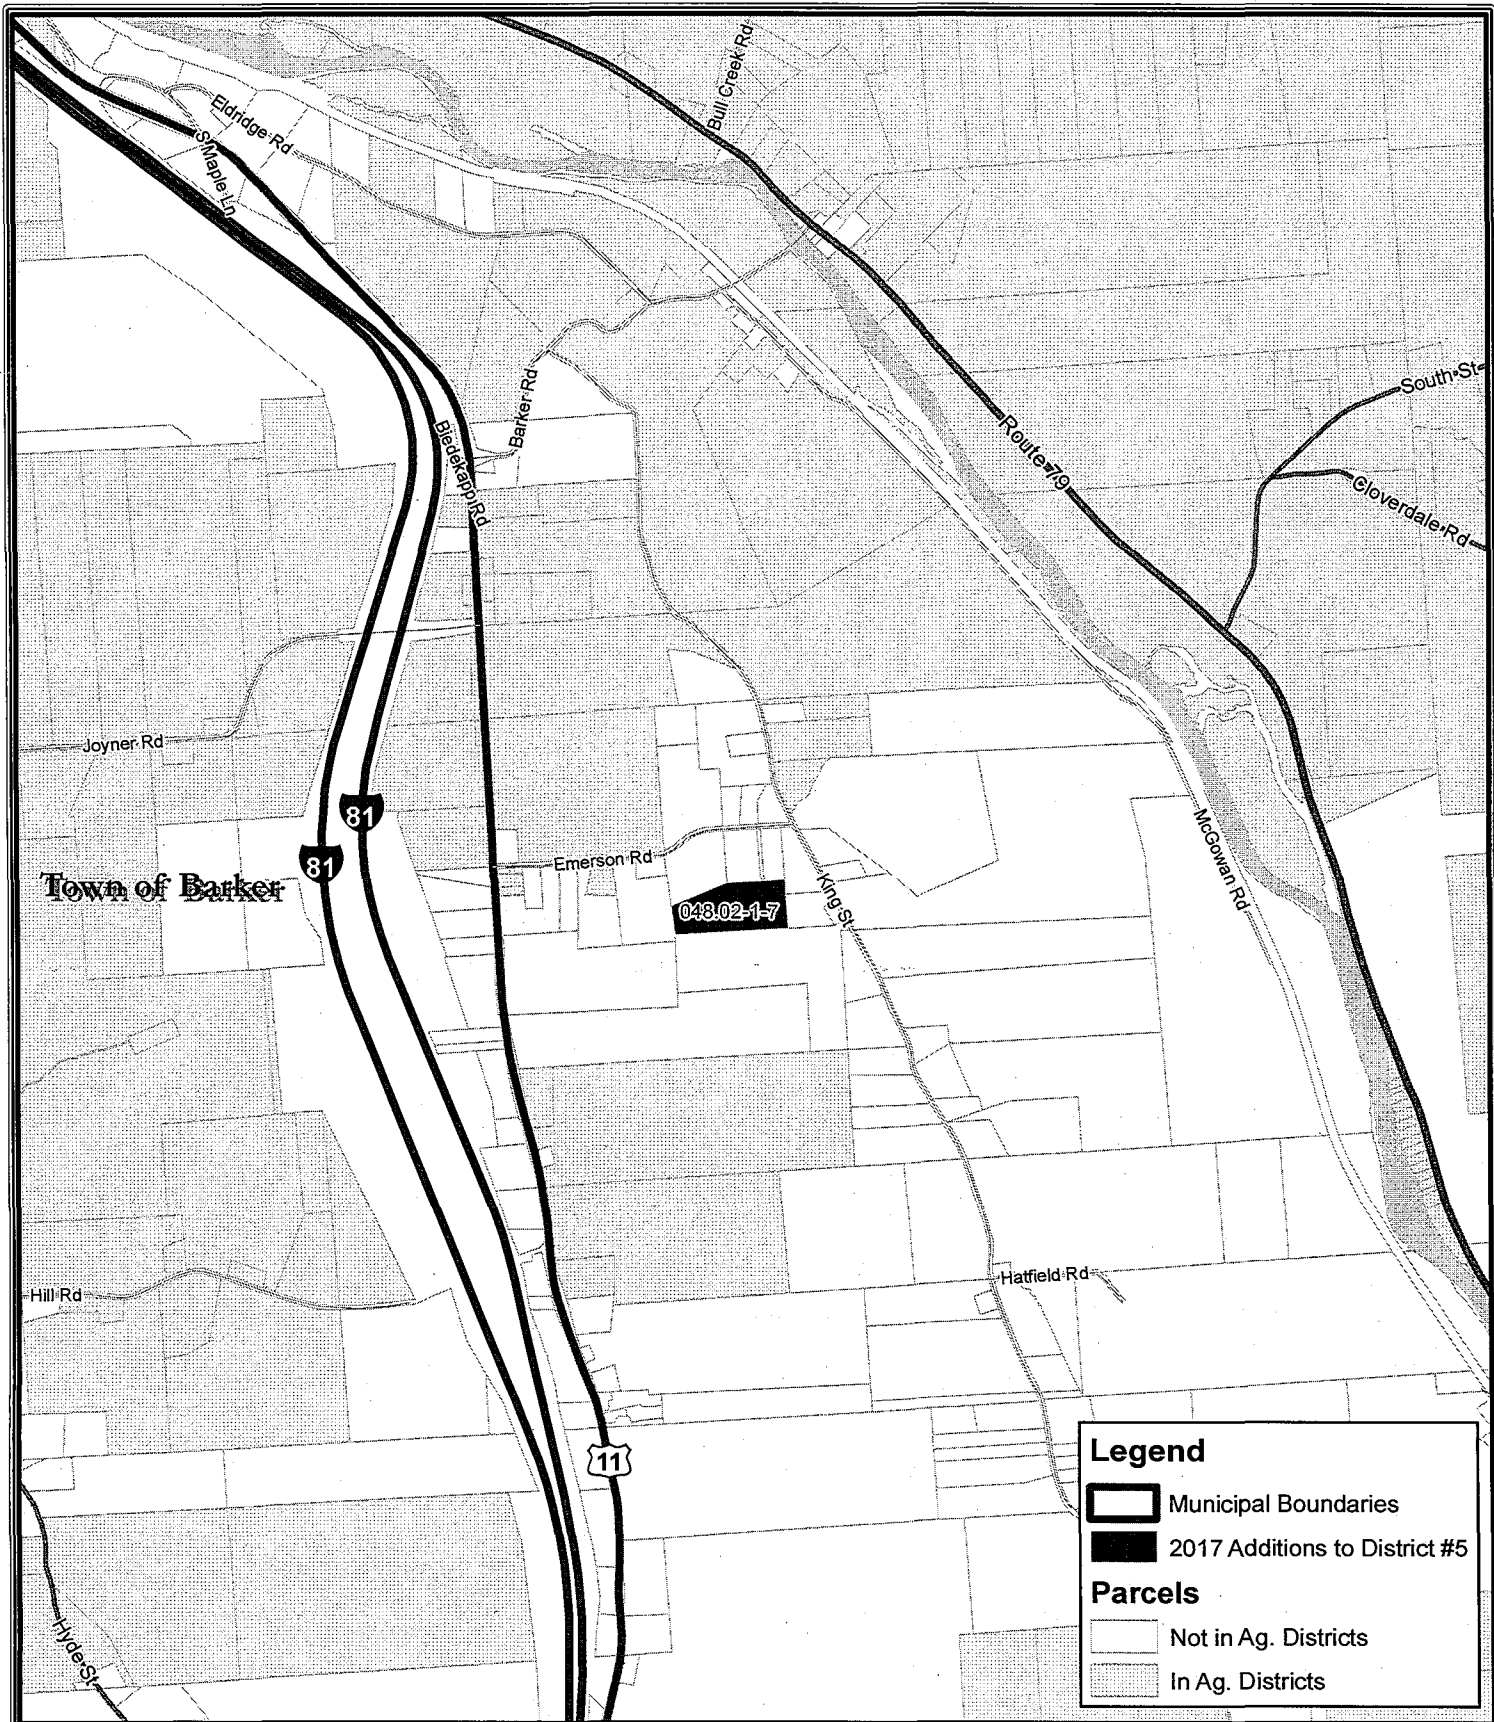 Bull Creek Rd
Eldridge Rd
S Maple Ln
South St
Barker Rd
Biedekapp Rd
Route 79
Cloverdale Rd
Joyner Rd
81
81
McGowan Rd
Emerson Rd
Town of Barker
King St
048.02-1-7
Hatfield Rd
Hill Rd
11
Hyde St
Legend
Municipal Boundaries
2017 Additions to District #5
Parcels
Not in Ag. Districts
In Ag. Districts